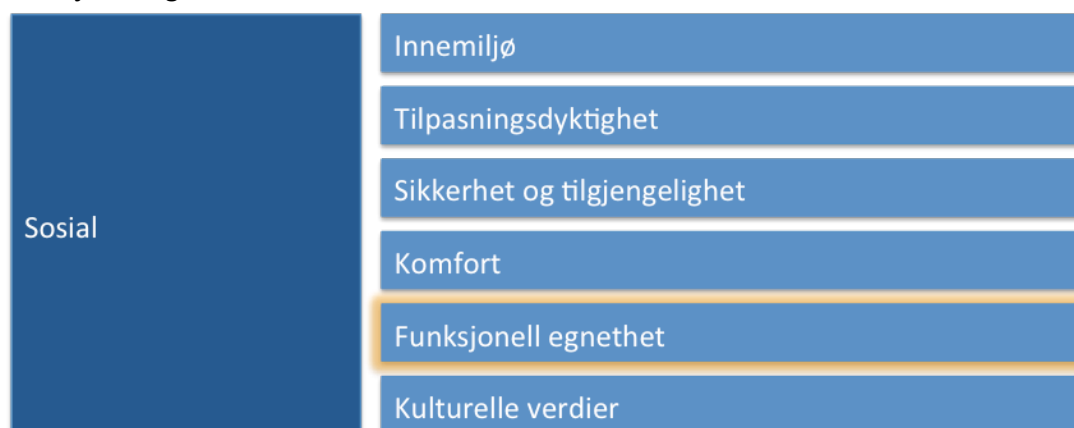 Sosial
Innemiljø
Tilpasningsdyktighet
Sikkerhet og tilgjengelighet
Komfort
Funksjonell egnethet
Kulturelle verdier